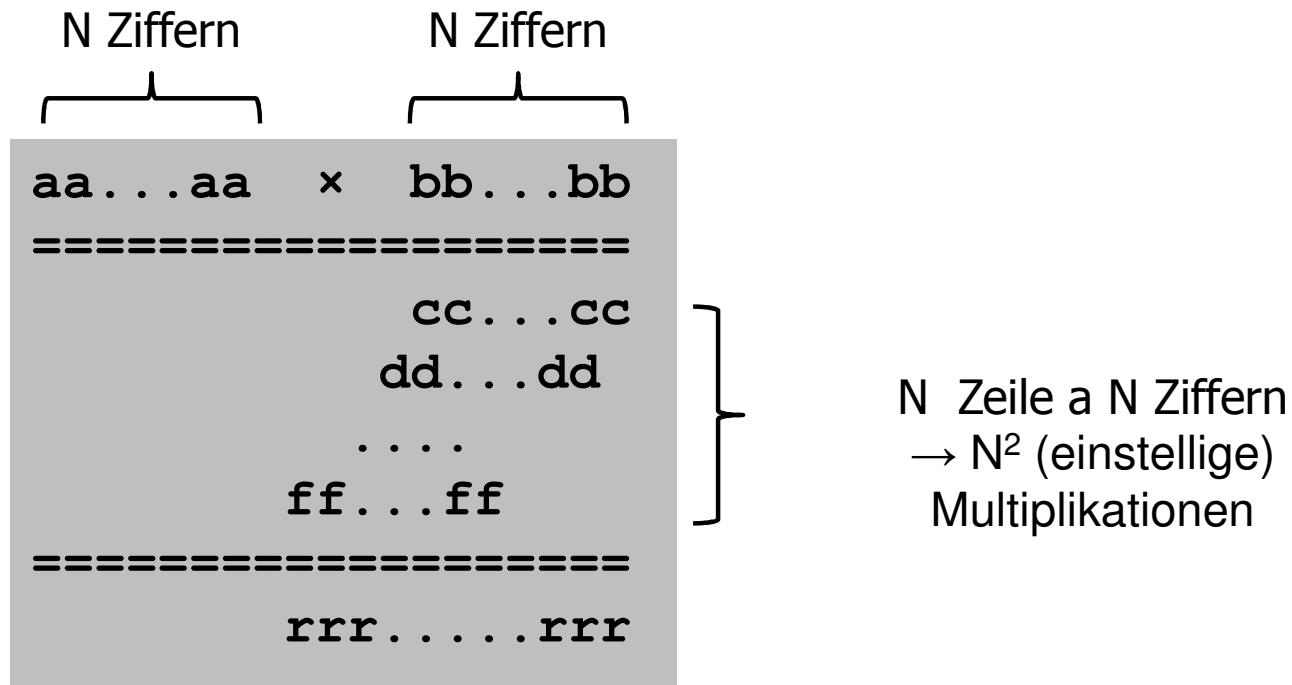 N Ziffern N Ziffern
aa...aa × bb...bb
===================
cc...cc
dd...dd
....
ff...ff
===================
rrr.....rrr
N Zeile a N Ziffern
→ N² (einstellige)
Multiplikationen